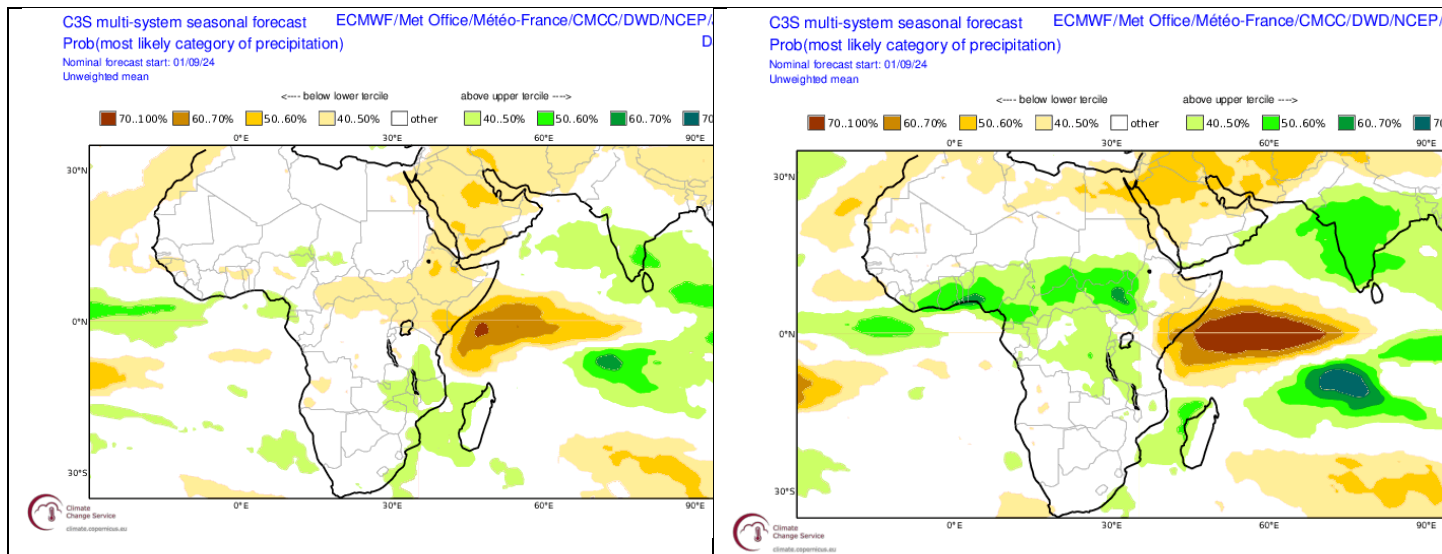 C3S multi-system seasonal forecast ECMWF/Met Office/Météo-France/CMCC/DWD/NCEP/
Prob(most likely category of precipitation) D
Nominal forecast start: 01/09/24
Unweighted mean
<---- below lower tercile above upper tercile ---->
70..100% 60..70% 50..60% 40..50% other 40..50% 50..60% 60..70% 70
0°E 30°E 60°E 90°E
30°N
0°N
30°S
0°E 30°E 60°E 90°E
Climate
Change Service
climate.copernicus.eu
C3S multi-system seasonal forecast ECMWF/Met Office/Météo-France/CMCC/DWD/NCEP/
Prob(most likely category of precipitation)
Nominal forecast start: 01/09/24
Unweighted mean
<---- below lower tercile above upper tercile ---->
70..100% 60..70% 50..60% 40..50% other 40..50% 50..60% 60..70% 70
0°E 30°E 60°E 90°E
30°N
0°N
30°S
0°E 30°E 60°E 90°E
Climate
Change Service
climate.copernicus.eu